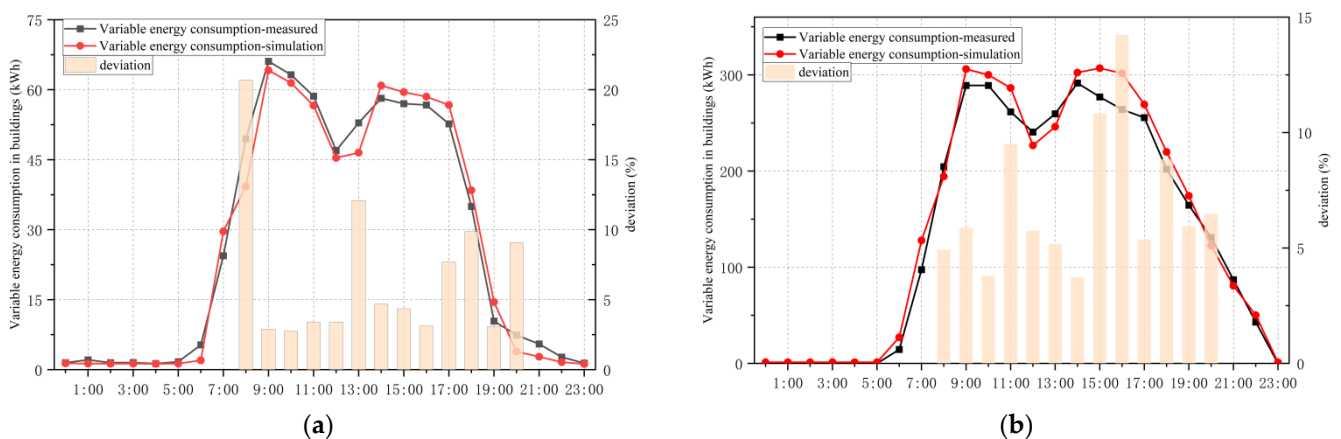 Variable energy consumption-measured
Variable energy consumption-simulation
deviation
Variable energy consumption in buildings (kWh)
75
60
45
30
15
0
25
20
15
10
5
0
deviation (%)
1:00 3:00 5:00 7:00 9:00 11:00 13:00 15:00 17:00 19:00 21:00 23:00
(a)
Variable energy consumption-measured
Variable energy consumption-simulation
deviation
Variable energy consumption in buildings (kWh)
300
200
100
0
15
10
5
0
deviation (%)
1:00 3:00 5:00 7:00 9:00 11:00 13:00 15:00 17:00 19:00 21:00 23:00
(b)